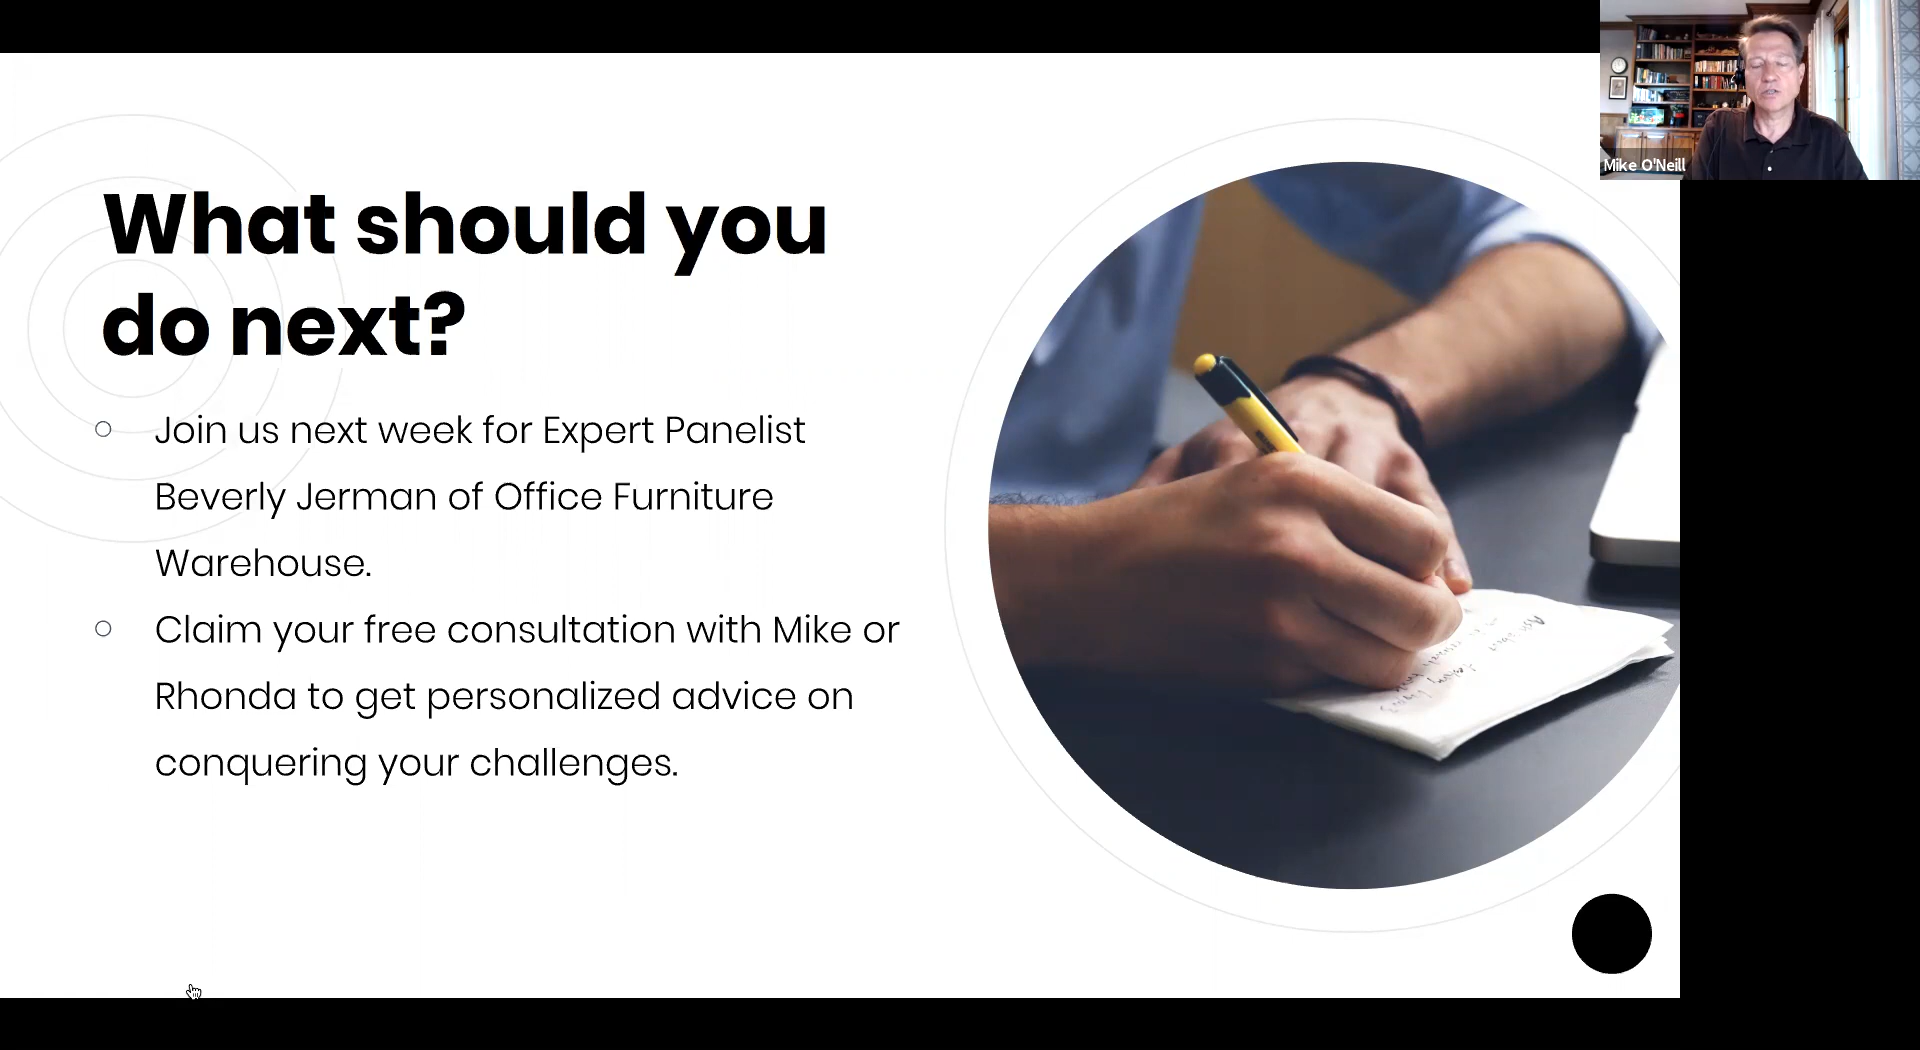 Mike O'Neill
What should you
do next?
Join us next week for Expert Panelist
Beverly Jerman of Office Furniture
Warehouse.
Claim your free consultation with Mike or
Rhonda to get personalized advice on
conquering your challenges.